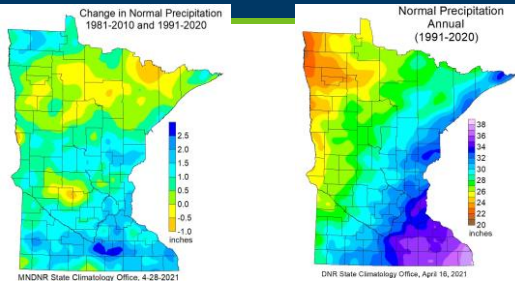 Change in Normal Precipitation
1981-2010 and 1991-2020
2.5
2.0
1.5
1.0
0.5
0.0
-0.5
-1.0
inches
MNDNR State Climatology Office, 4-28-2021
Normal Precipitation
Annual
(1991-2020)
38
36
34
32
30
28
26
24
22
20
inches
DNR State Climatology Office, April 16, 2021